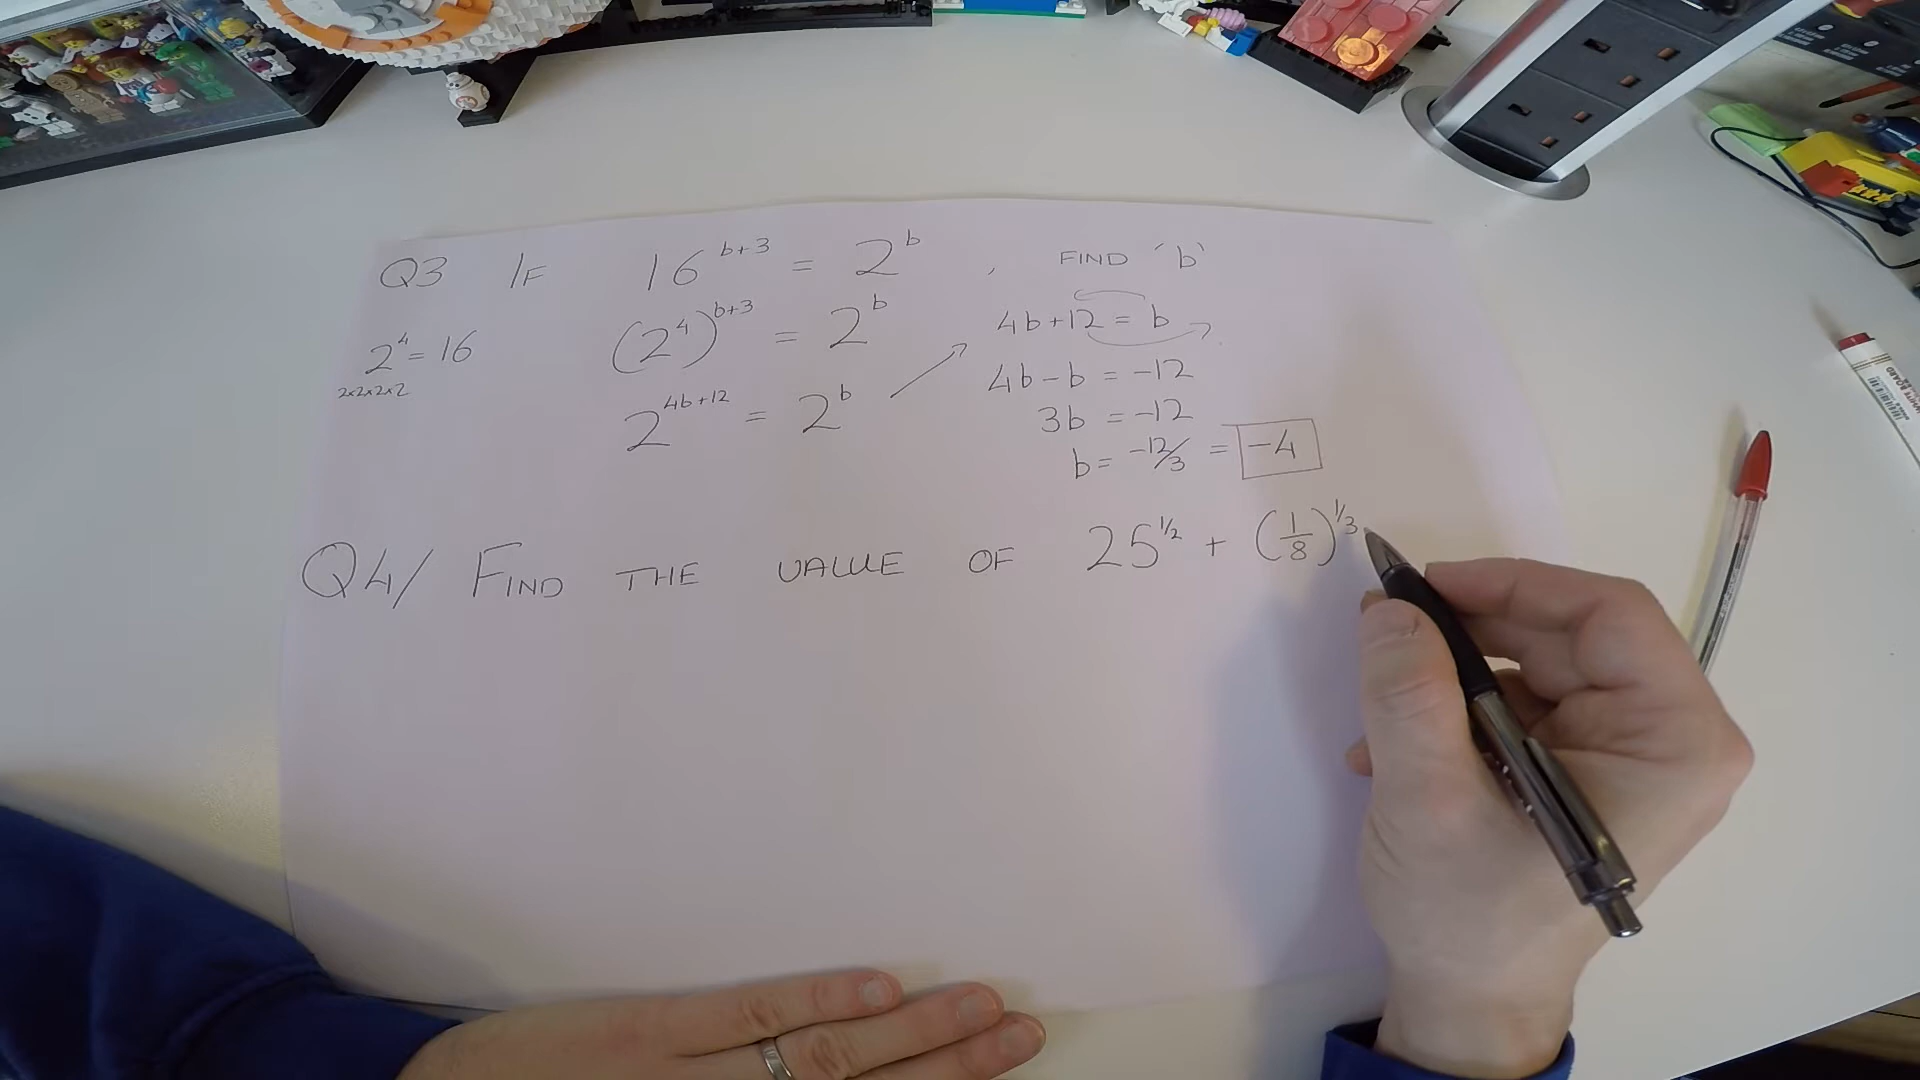 Q3 IF 16^{b+3} = 2^b , FIND 'b'
2^4 = 16
2x2x2x2
(2^4)^{b+3} = 2^b
2^{4b+12} = 2^b
4b+12 = b
4b-b = -12
3b = -12
b = -12/3 = -4
Q4/ FIND THE VALUE OF 25^{1/2} + (1/8)^{1/3}